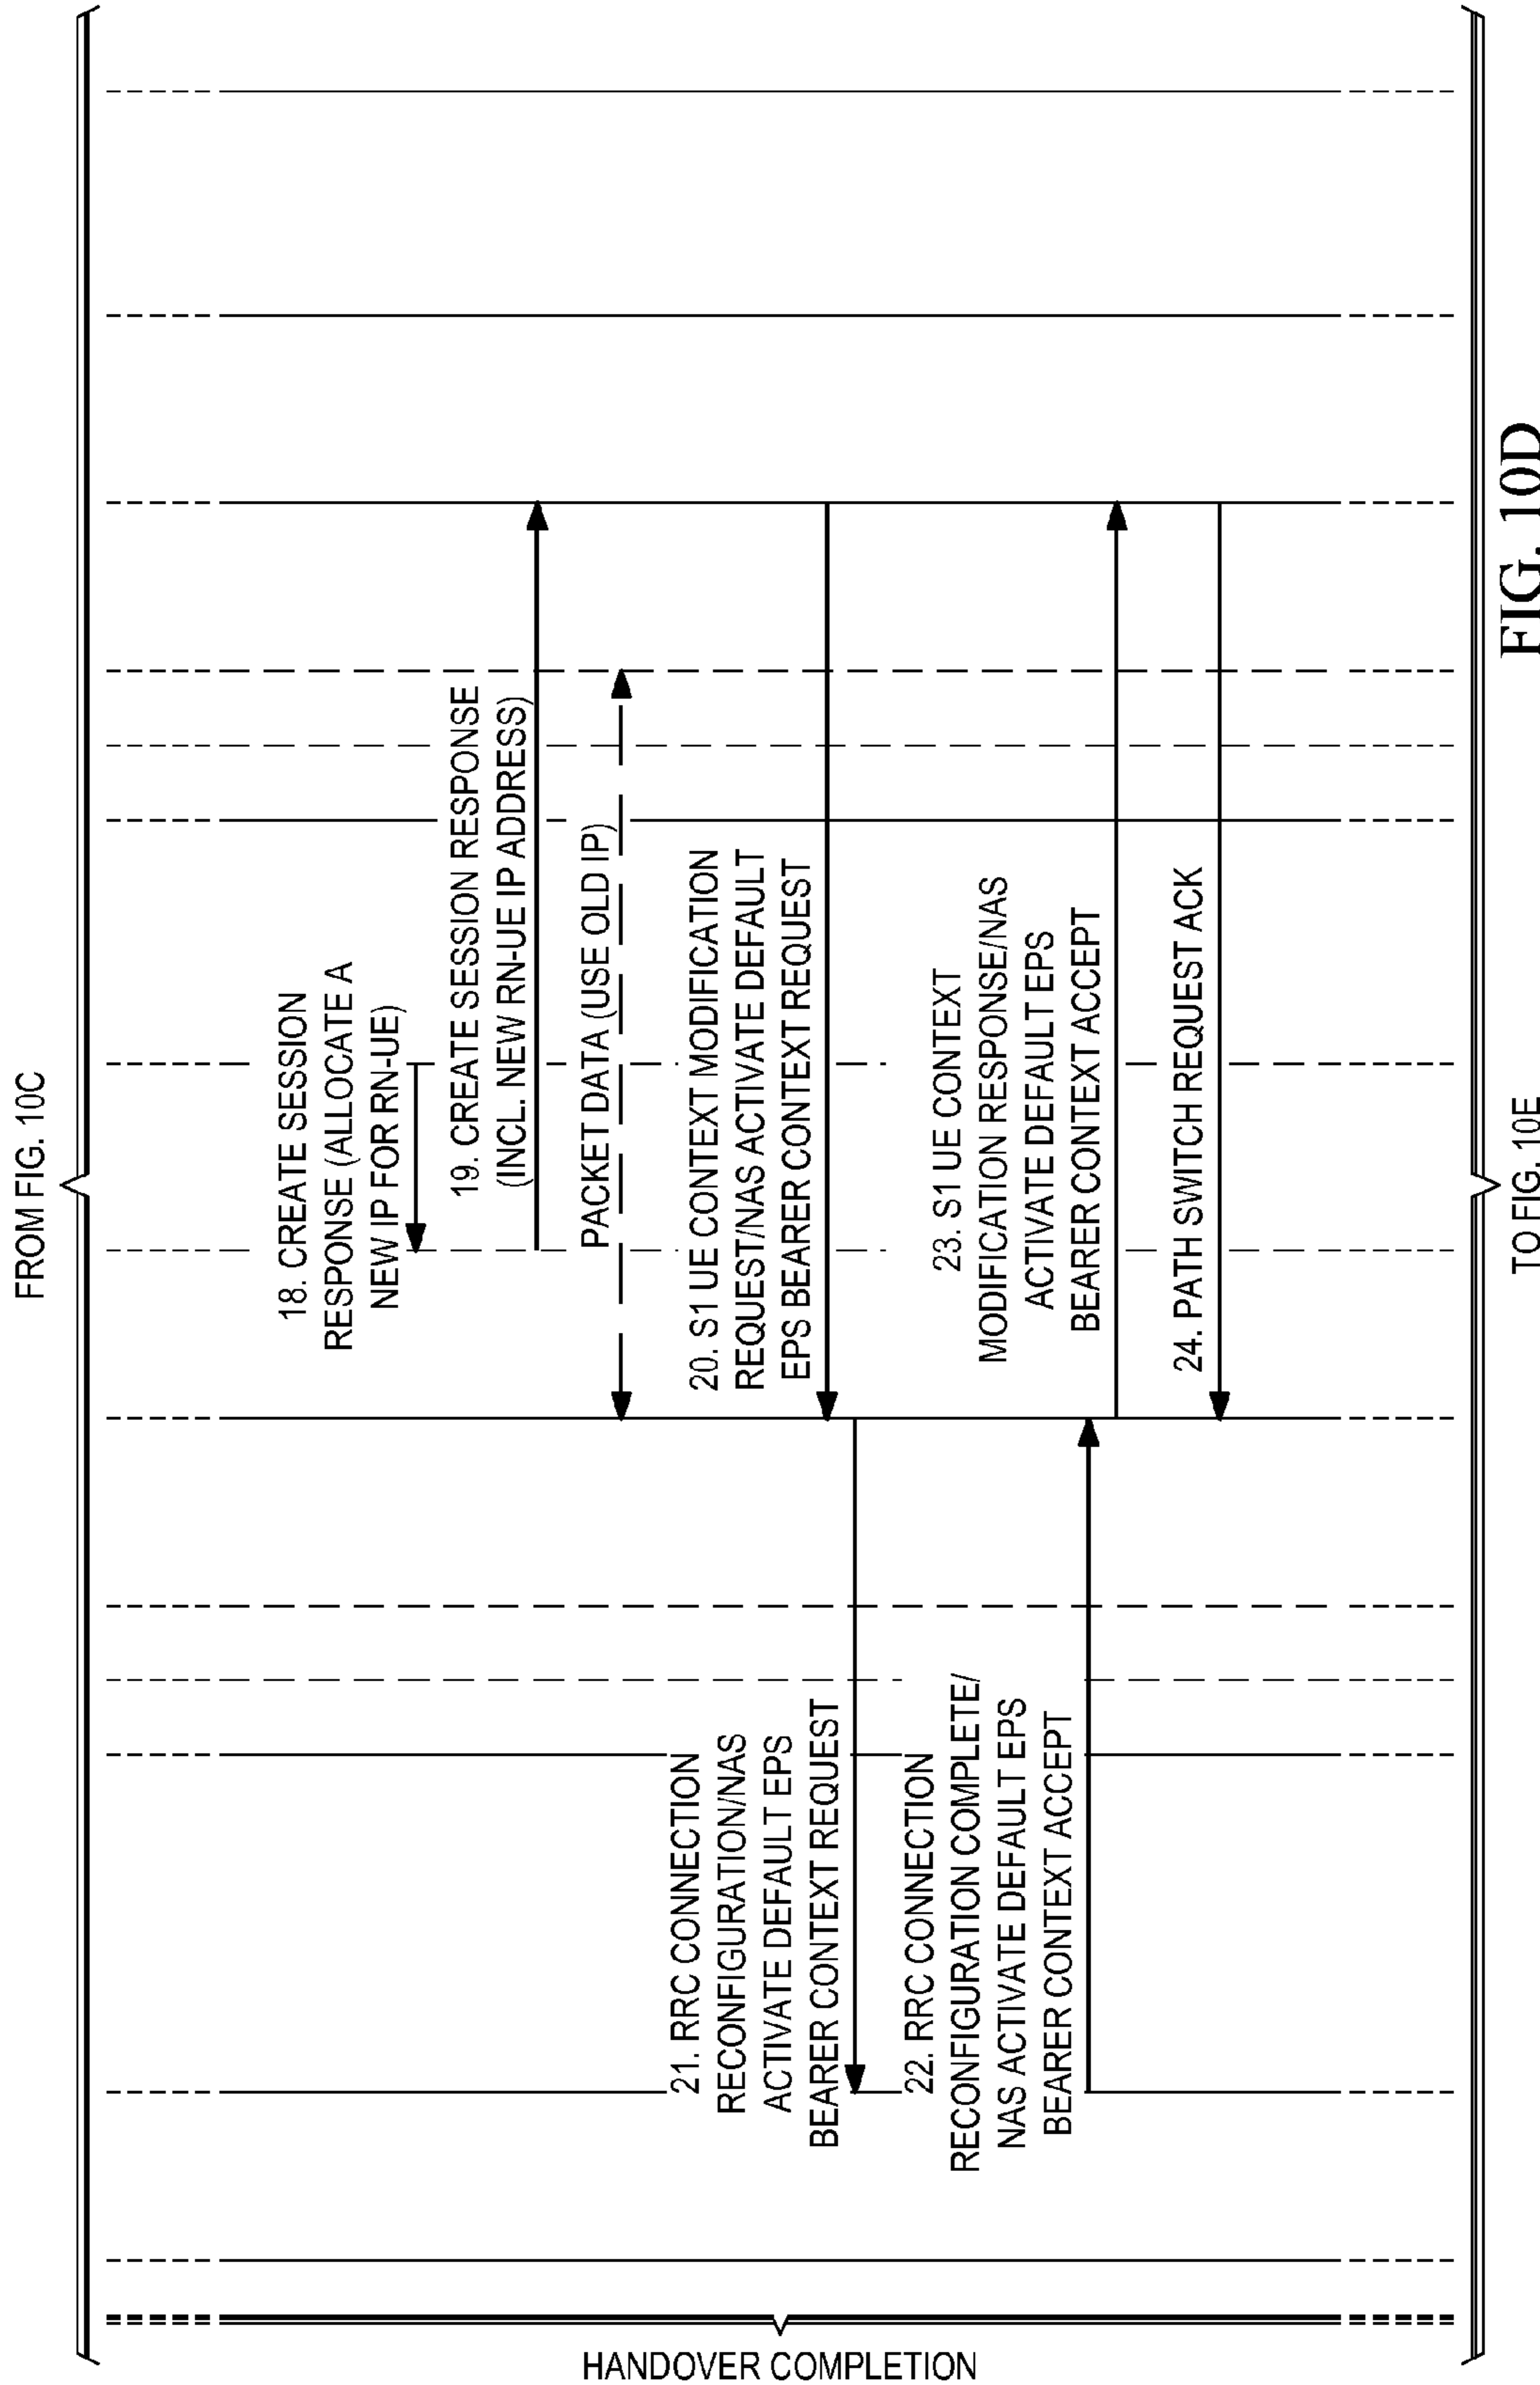 FROM FIG. 10C
18. CREATE SESSION
RESPONSE (ALLOCATE A
NEW IP FOR RN-UE)
19. CREATE SESSION RESPONSE
(INCL. NEW RN-UE IP ADDRESS)
PACKET DATA (USE OLD IP)
20. S1 UE CONTEXT MODIFICATION
REQUEST/NAS ACTIVATE DEFAULT
EPS BEARER CONTEXT REQUEST
21. RRC CONNECTION
RECONFIGURATION/NAS
ACTIVATE DEFAULT EPS
BEARER CONTEXT REQUEST
22. RRC CONNECTION
RECONFIGURATION COMPLETE/
NAS ACTIVATE DEFAULT EPS
BEARER CONTEXT ACCEPT
23. S1 UE CONTEXT
MODIFICATION RESPONSE/NAS
ACTIVATE DEFAULT EPS
BEARER CONTEXT ACCEPT
24. PATH SWITCH REQUEST ACK
HANDOVER COMPLETION
TO FIG. 10E
FIG. 10D